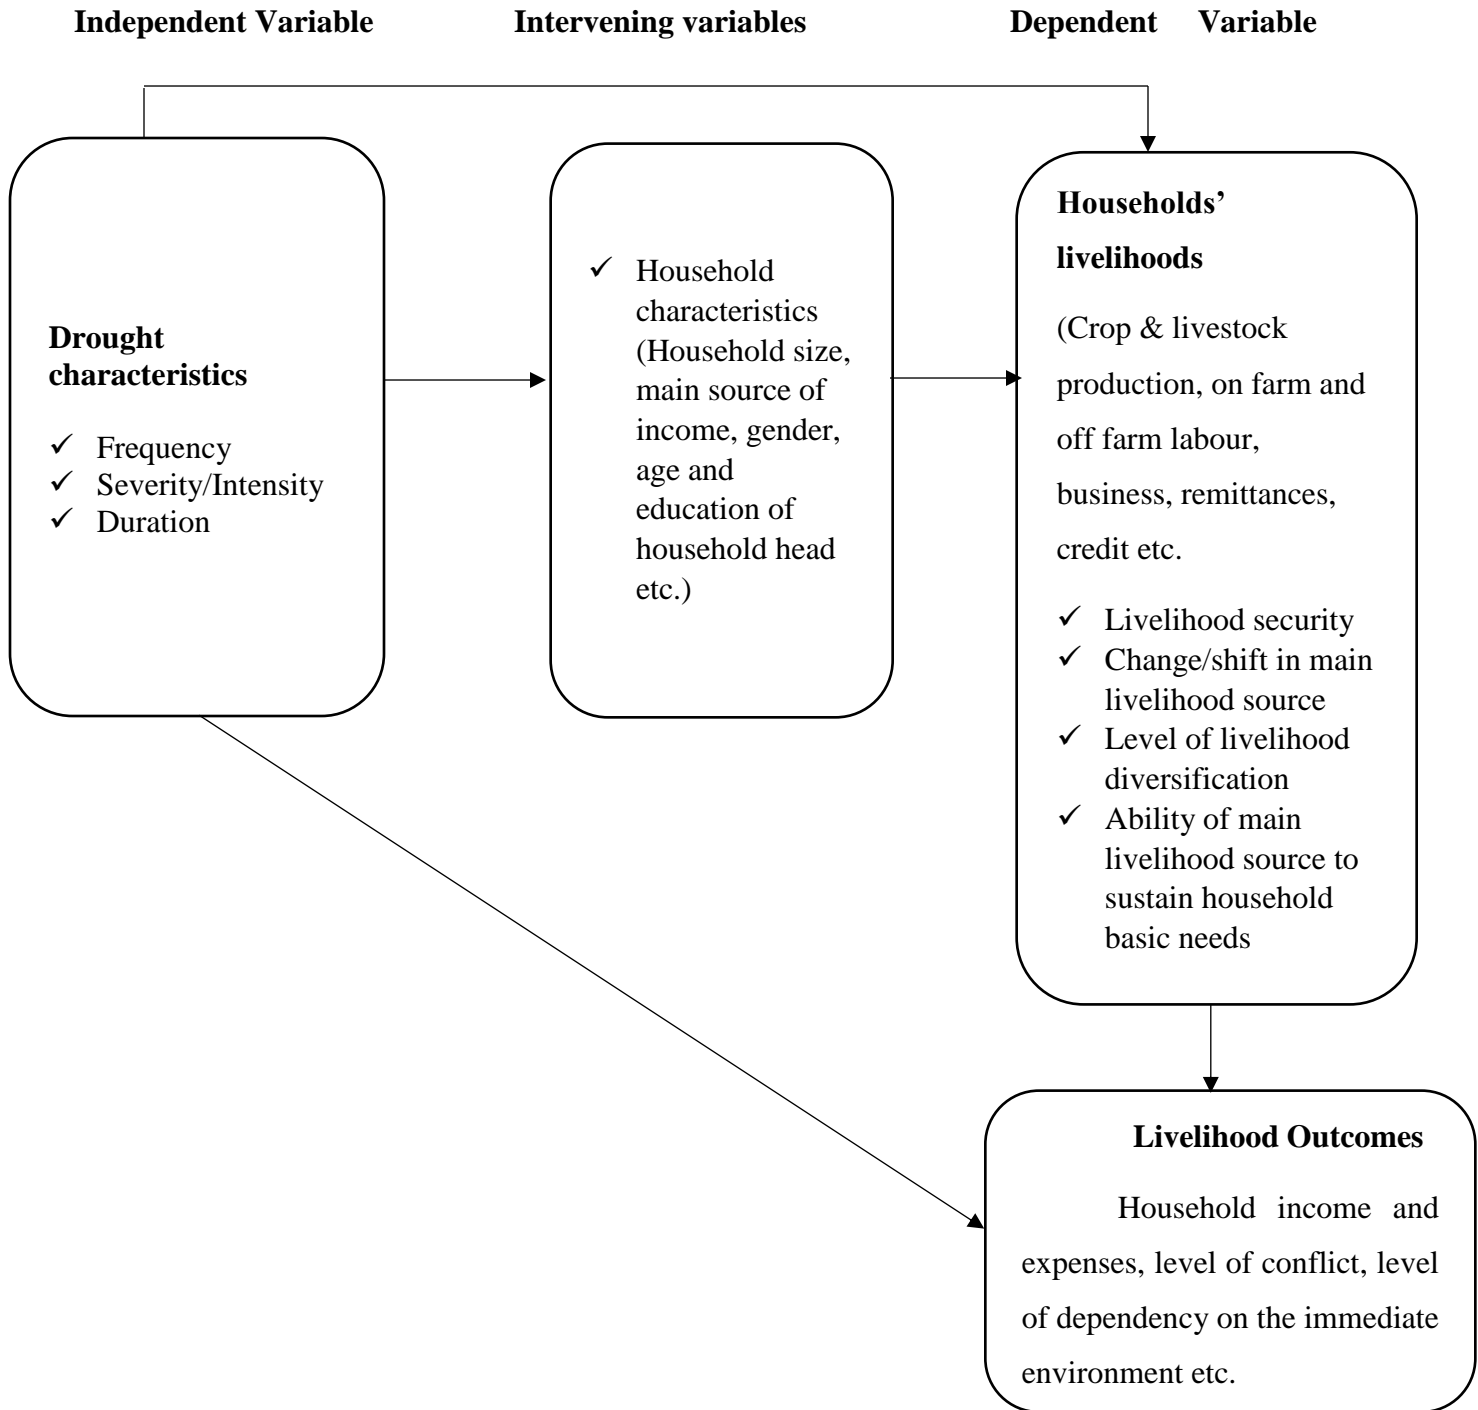 Independent Variable
Intervening variables
Dependent Variable
Drought
characteristics
✓ Frequency
✓ Severity/Intensity
✓ Duration
✓ Household
characteristics
(Household size,
main source of
income, gender,
age and
education of
household head
etc.)
Households’
livelihoods
(Crop & livestock
production, on farm and
off farm labour,
business, remittances,
credit etc.
✓ Livelihood security
✓ Change/shift in main
livelihood source
✓ Level of livelihood
diversification
✓ Ability of main
livelihood source to
sustain household
basic needs
Livelihood Outcomes
Household income and
expenses, level of conflict, level
of dependency on the immediate
environment etc.